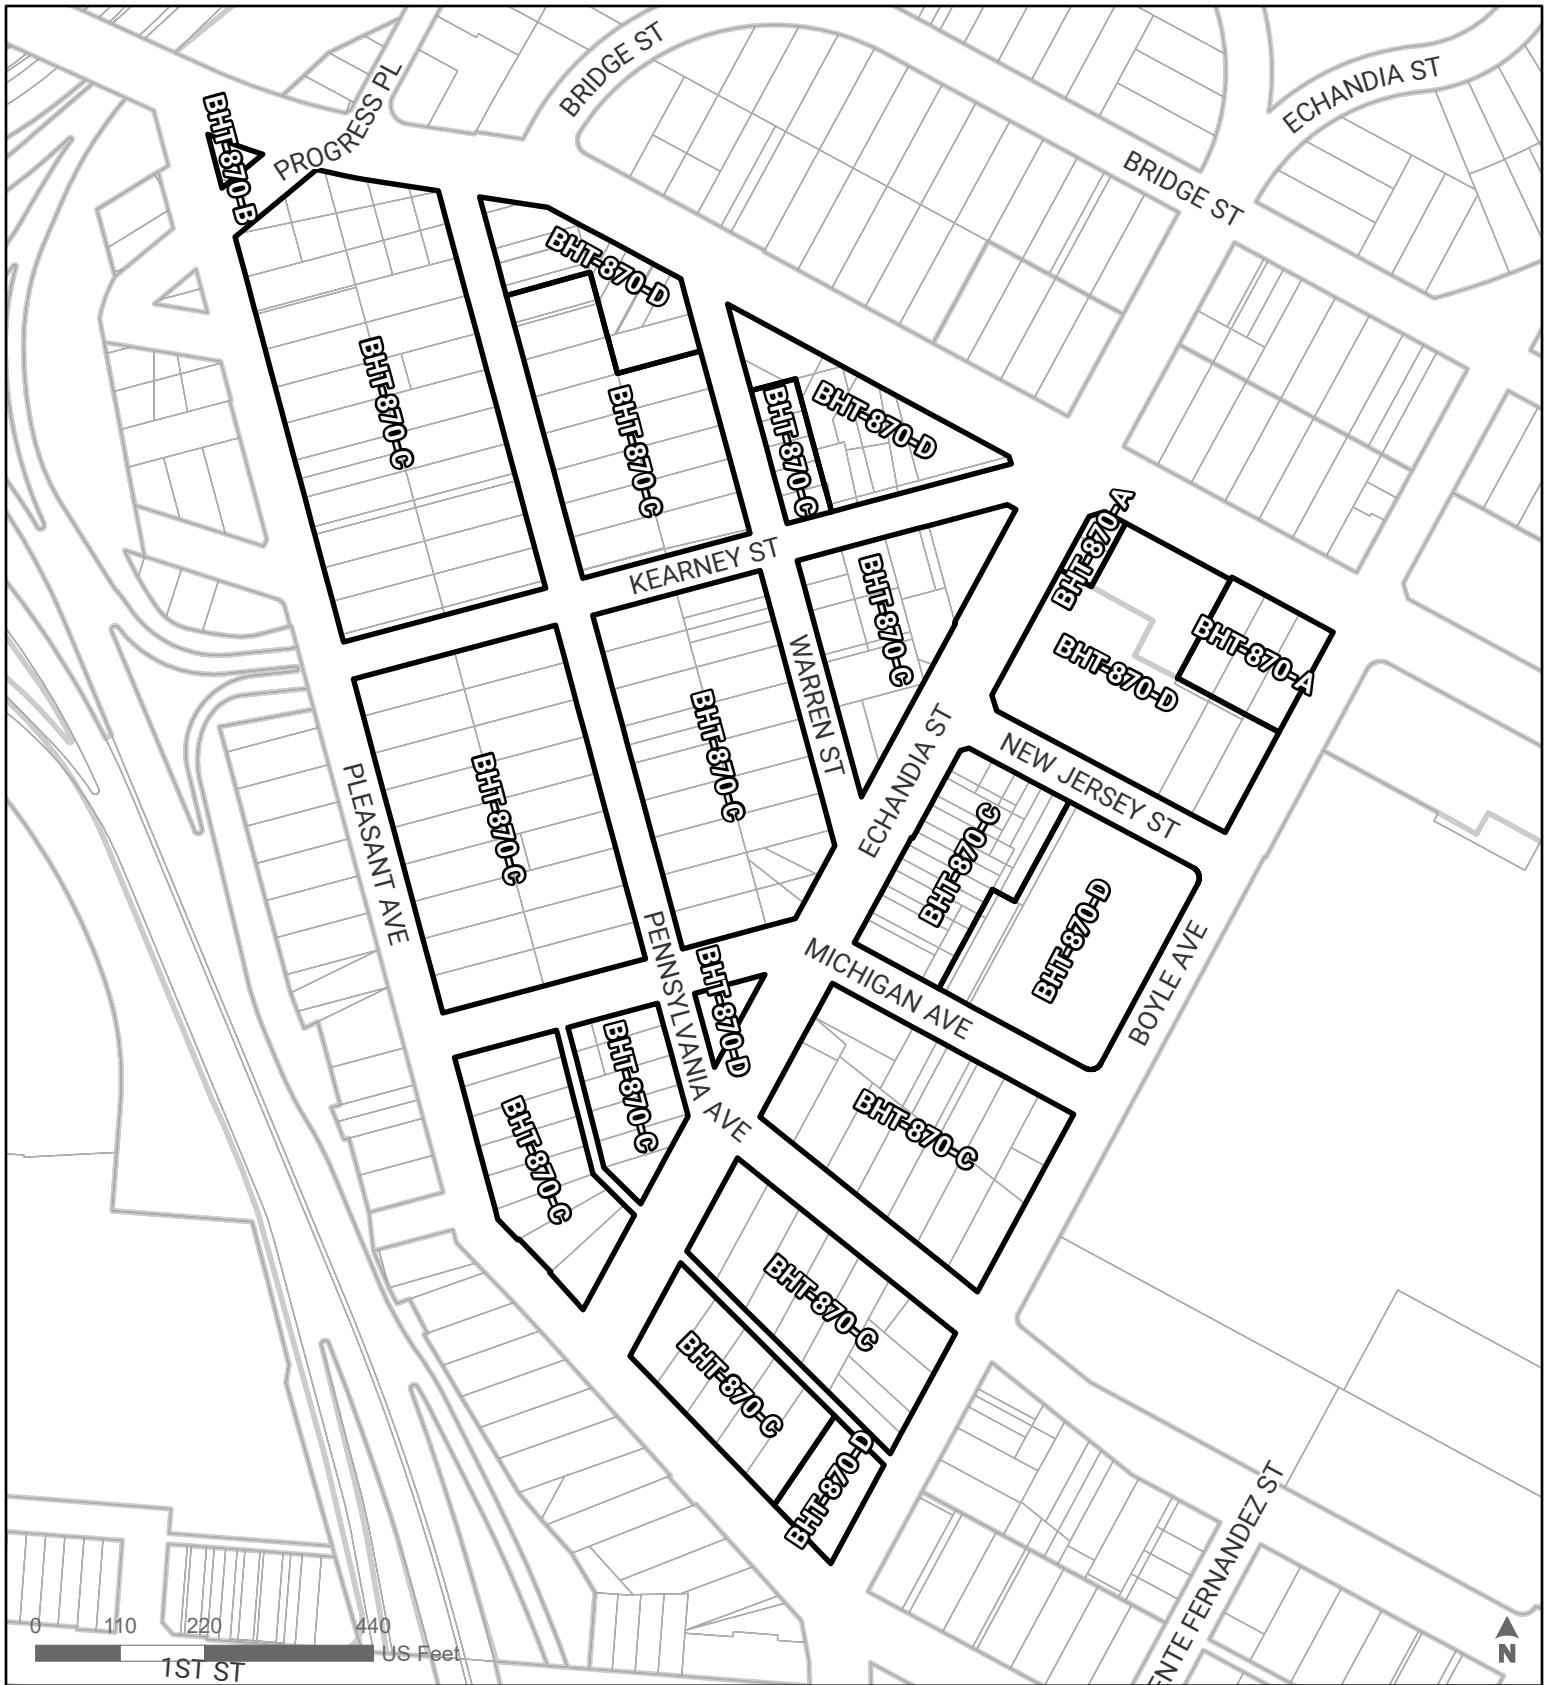 BRIDGE ST
ECHANDIA ST
PROGRESS PL
BHT-870-B
BRIDGE ST
BHT-870-D
BHT-870-C
BHT-870-C
BHT-870-C
BHT-870-D
BHT-870-A
KEARNEY ST
BHT-870-C
BHT-870-A
BHT-870-D
WARREN ST
BHT-870-C
BHT-870-C
ECHANDIA ST
NEW JERSEY ST
PLEASANT AVE
BHT-870-C
BHT-870-D
MICHIGAN AVE
BOYLE AVE
PENNSYLVANIA AVE
BHT-870-D
BHT-870-C
BHT-870-C
BHT-870-C
BHT-870-C
BHT-870-C
BHT-870-D
ENTE FERNANDEZ ST
0 110 220 440
US Feet
1ST ST
N